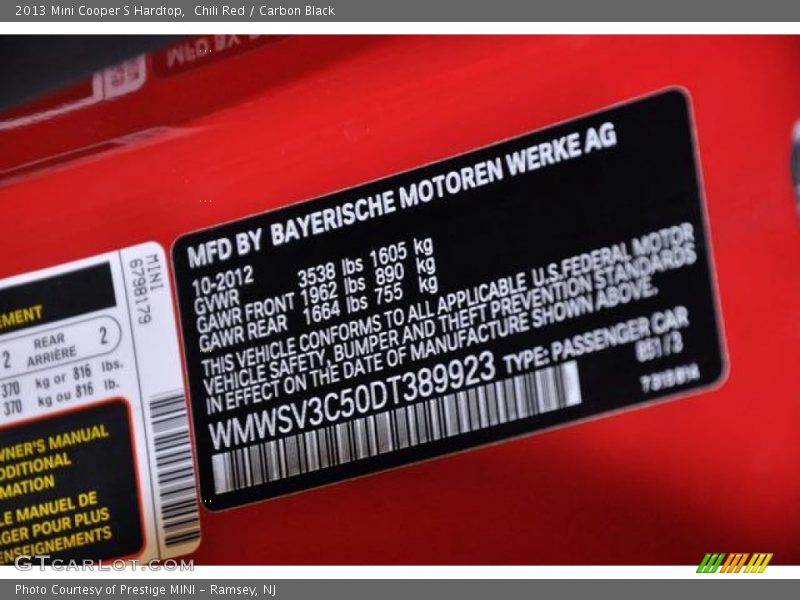 2013 Mini Cooper S Hardtop, Chili Red / Carbon Black
MFD BY BAYERISCHE MOTOREN WERKE AG
10-2012
GVWR 3538 lbs 1605 kg
GAWR FRONT 1962 lbs 890 kg
GAWR REAR 1664 lbs 755 kg
THIS VEHICLE CONFORMS TO ALL APPLICABLE U.S.FEDERAL MOTOR
VEHICLE SAFETY, BUMPER AND THEFT PREVENTION STANDARDS
IN EFFECT ON THE DATE OF MANUFACTURE SHOWN ABOVE.
WMWSV3C50DT389923 TYPE: PASSENGER CAR
851/3
MINI
6798179
EMENT
2 REAR 2
ARRIÈRE
370 kg or 816 lbs.
370 kg ou 816 lb.
WNER'S MANUAL
DDITIONAL
MATION
LE MANUEL DE
AGER POUR PLUS
ENSEIGNEMENTS
GTCARLOT.COM
Photo Courtesy of Prestige MINI - Ramsey, NJ